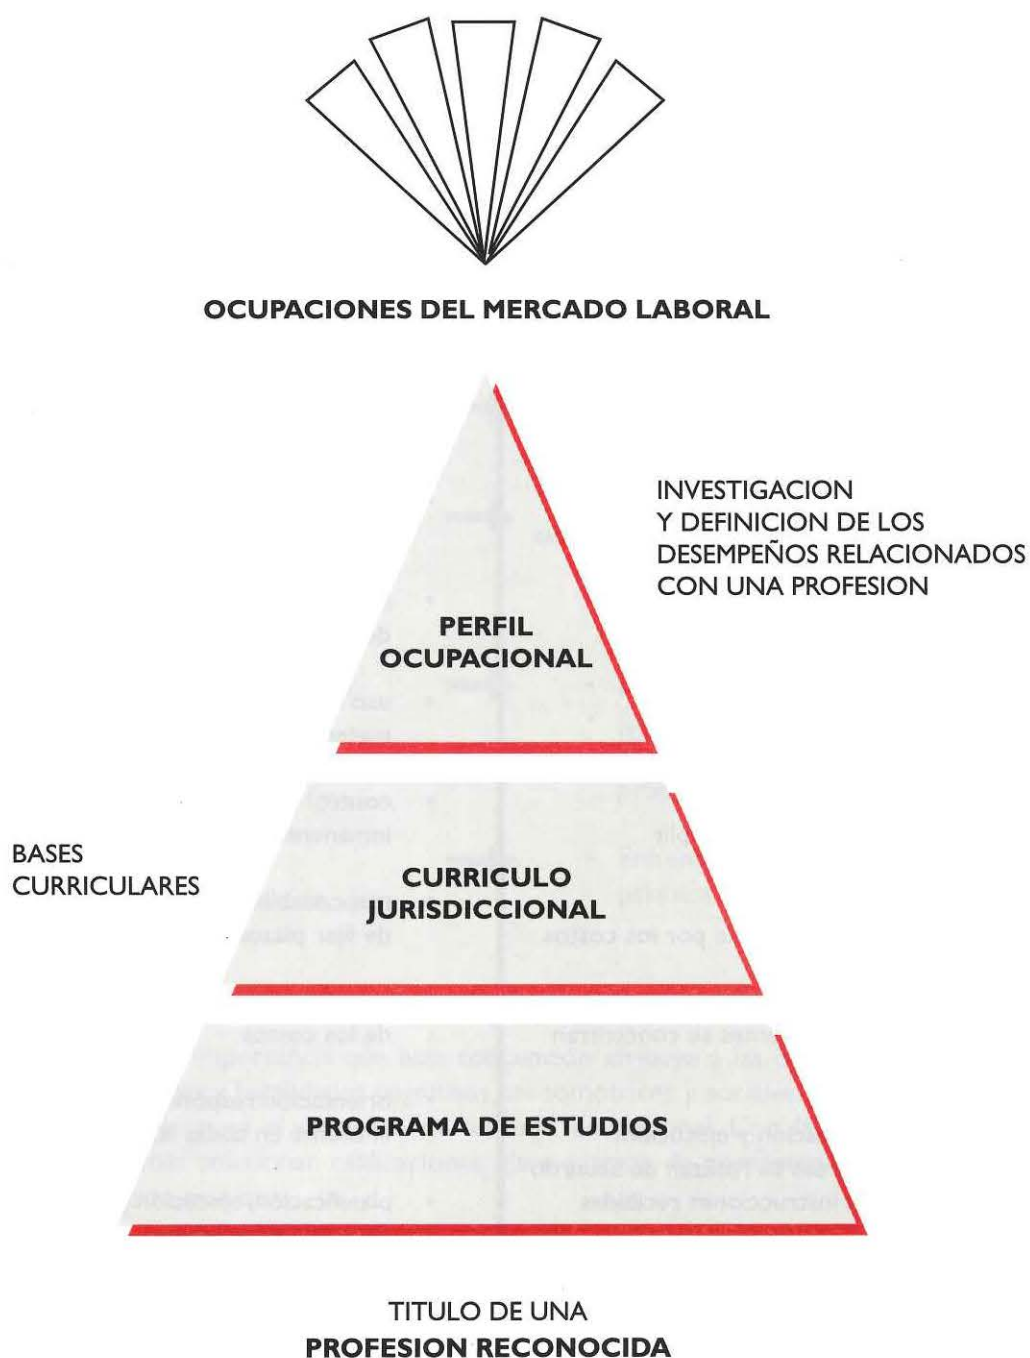 OCUPACIONES DEL MERCADO LABORAL
INVESTIGACION
Y DEFINICION DE LOS
DESEMPEÑOS RELACIONADOS
CON UNA PROFESION
PERFIL
OCUPACIONAL
BASES
CURRICULARES
CURRICULO
JURISDICCIONAL
PROGRAMA DE ESTUDIOS
TITULO DE UNA
PROFESION RECONOCIDA